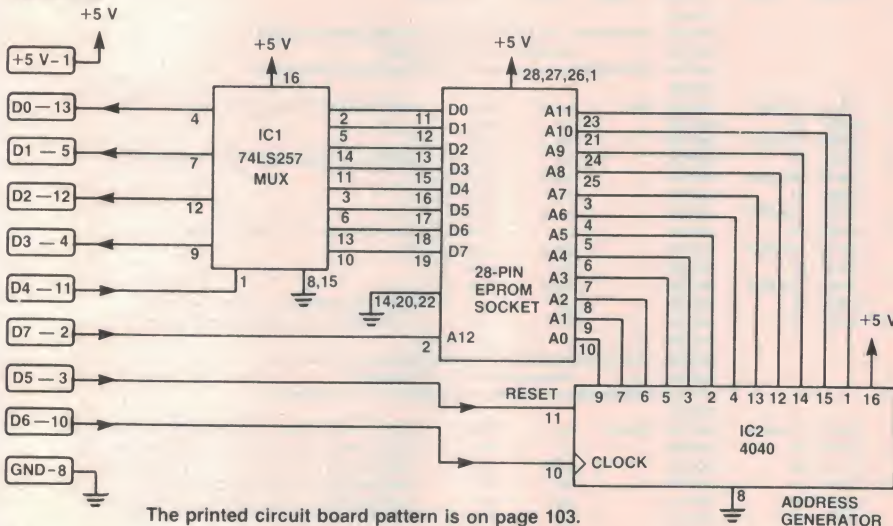 +5 V
+5 V-1
D0 — 13
D1 — 5
D2 — 12
D3 — 4
D4 — 11
D7 — 2
D5 — 3
D6 — 10
GND-8
+5 V
16
IC1
74LS257
MUX
4
7
12
9
1
8,15
2
5
14
11
3
6
13
10
+5 V
28,27,26,1
11
12
13
15
16
17
18
19
D0
D1
D2
D3
D4
D5
D6
D7
28-PIN
EPROM
SOCKET
14,20,22
2
A12
A11
A10
A9
A8
A7
A6
A5
A4
A3
A2
A1
A0
23
21
24
25
3
4
5
6
7
8
9
10
+5 V
RESET
11
9 7 6 5 3 2 4 13 12 14 15 1 16
IC2
4040
10
CLOCK
8
ADDRESS
GENERATOR
The printed circuit board pattern is on page 103.